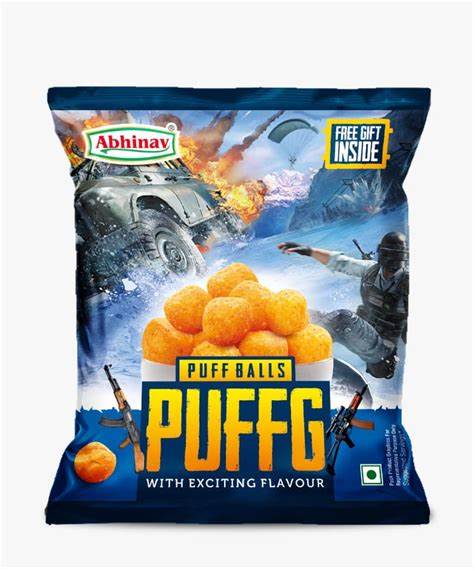 Abhinav®
FREE GIFT
INSIDE
PUFF BALLS
PUFFG
WITH EXCITING FLAVOUR